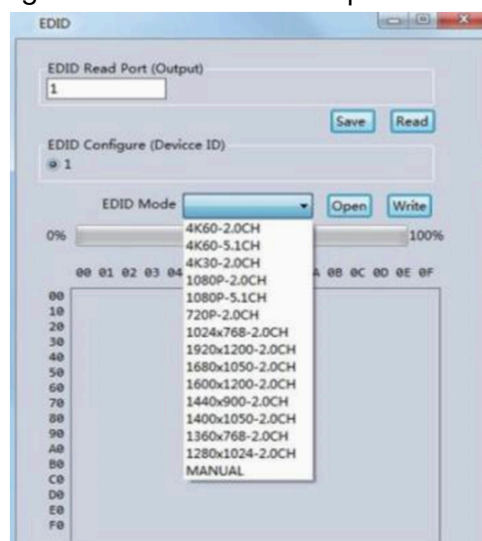 EDID
EDID Read Port (Output)
1
Save Read
EDID Configure (Devicce ID)
1
EDID Mode Open Write
0% 100%
4K60-2.0CH
4K60-5.1CH
4K30-2.0CH
1080P-2.0CH
1080P-5.1CH
720P-2.0CH
1024x768-2.0CH
1920x1200-2.0CH
1680x1050-2.0CH
1600x1200-2.0CH
1440x900-2.0CH
1400x1050-2.0CH
1360x768-2.0CH
1280x1024-2.0CH
MANUAL
00 01 02 03 04 0B 0C 0D 0E 0F
00
10
20
30
40
50
60
70
80
90
A0
B0
C0
D0
E0
F0